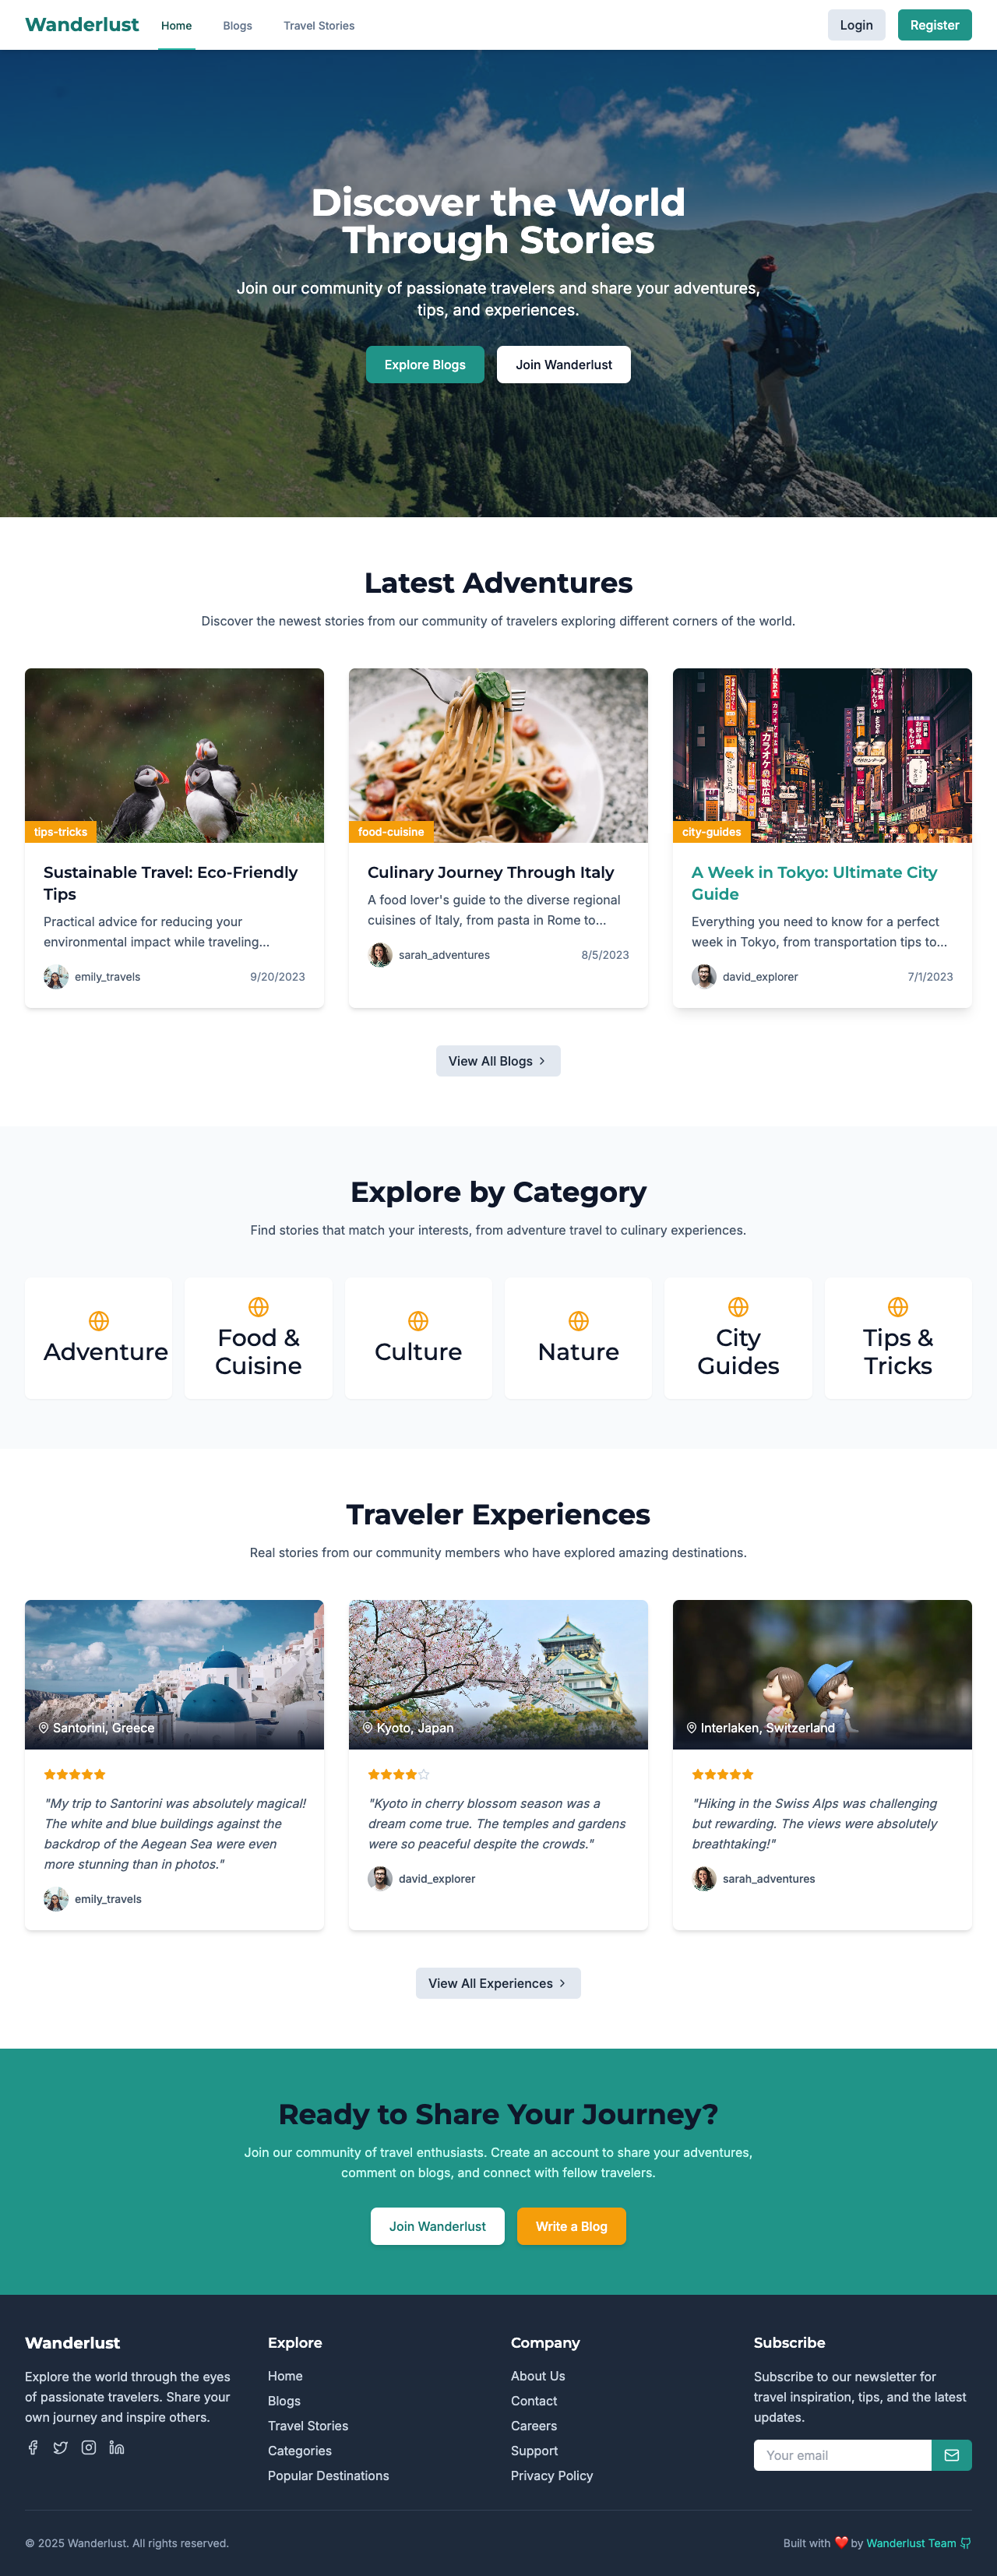 Wanderlust
Home
Blogs
Travel Stories
Login
Register
Discover the World
Through Stories
Join our community of passionate travelers and share your adventures,
tips, and experiences.
Explore Blogs
Join Wanderlust
Latest Adventures
Discover the newest stories from our community of travelers exploring different corners of the world.
tips-tricks
Sustainable Travel: Eco-Friendly
Tips
Practical advice for reducing your
environmental impact while traveling...
emily_travels
9/20/2023
food-cuisine
Culinary Journey Through Italy
A food lover's guide to the diverse regional
cuisines of Italy, from pasta in Rome to...
sarah_adventures
8/5/2023
city-guides
A Week in Tokyo: Ultimate City
Guide
Everything you need to know for a perfect
week in Tokyo, from transportation tips to...
david_explorer
7/1/2023
View All Blogs
Explore by Category
Find stories that match your interests, from adventure travel to culinary experiences.
Adventure
Food &
Cuisine
Culture
Nature
City
Guides
Tips &
Tricks
Traveler Experiences
Real stories from our community members who have explored amazing destinations.
Santorini, Greece
"My trip to Santorini was absolutely magical!
The white and blue buildings against the
backdrop of the Aegean Sea were even
more stunning than in photos."
emily_travels
Kyoto, Japan
"Kyoto in cherry blossom season was a
dream come true. The temples and gardens
were so peaceful despite the crowds."
david_explorer
Interlaken, Switzerland
"Hiking in the Swiss Alps was challenging
but rewarding. The views were absolutely
breathtaking!"
sarah_adventures
View All Experiences
Ready to Share Your Journey?
Join our community of travel enthusiasts. Create an account to share your adventures,
comment on blogs, and connect with fellow travelers.
Join Wanderlust
Write a Blog
Wanderlust
Explore the world through the eyes
of passionate travelers. Share your
own journey and inspire others.
Explore
Home
Blogs
Travel Stories
Categories
Popular Destinations
Company
About Us
Contact
Careers
Support
Privacy Policy
Subscribe
Subscribe to our newsletter for
travel inspiration, tips, and the latest
updates.
Your email
© 2025 Wanderlust. All rights reserved.
Built with ❤️ by Wanderlust Team